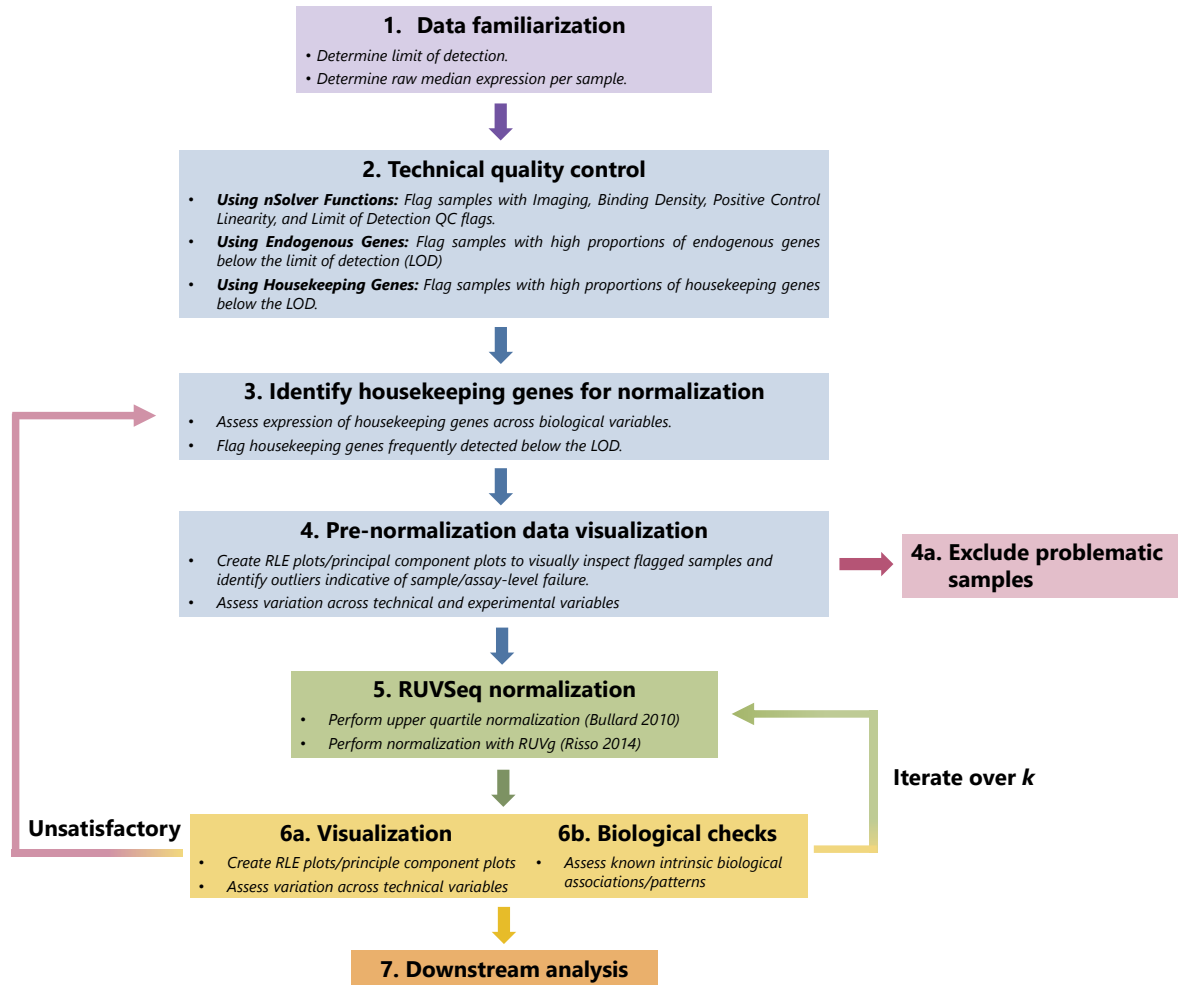 1. Data familiarization
• Determine limit of detection.
• Determine raw median expression per sample.
2. Technical quality control
• Using nSolver Functions: Flag samples with Imaging, Binding Density, Positive Control
Linearity, and Limit of Detection QC flags.
• Using Endogenous Genes: Flag samples with high proportions of endogenous genes
below the limit of detection (LOD)
• Using Housekeeping Genes: Flag samples with high proportions of housekeeping genes
below the LOD.
3. Identify housekeeping genes for normalization
• Assess expression of housekeeping genes across biological variables.
• Flag housekeeping genes frequently detected below the LOD.
4. Pre-normalization data visualization
• Create RLE plots/principal component plots to visually inspect flagged samples and
identify outliers indicative of sample/assay-level failure.
• Assess variation across technical and experimental variables
4a. Exclude problematic
samples
5. RUVSeq normalization
• Perform upper quartile normalization (Bullard 2010)
• Perform normalization with RUVg (Risso 2014)
Iterate over k
Unsatisfactory
6a. Visualization
• Create RLE plots/principle component plots
• Assess variation across technical variables
6b. Biological checks
• Assess known intrinsic biological
associations/patterns
7. Downstream analysis